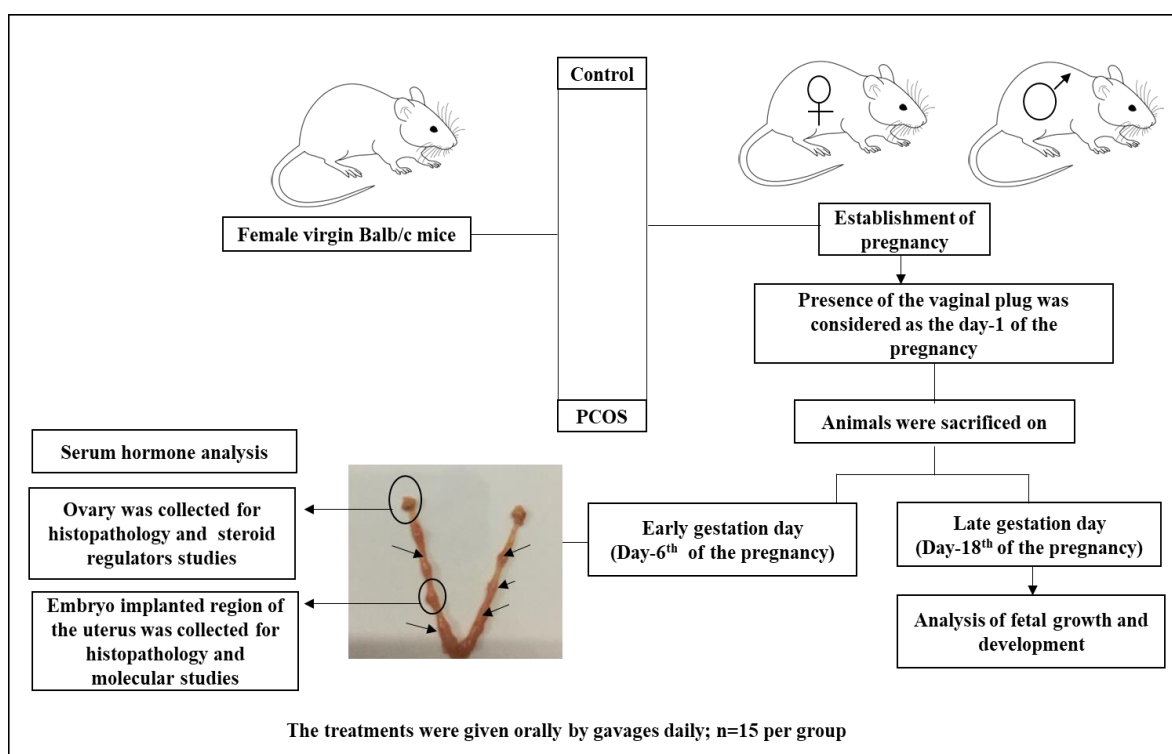 Control
Female virgin Balb/c mice
PCOS
Establishment of
pregnancy
Presence of the vaginal plug was
considered as the day-1 of the
pregnancy
Animals were sacrificed on
Early gestation day
(Day-6th of the pregnancy)
Late gestation day
(Day-18th of the pregnancy)
Analysis of fetal growth and
development
Serum hormone analysis
Ovary was collected for
histopathology and steroid
regulators studies
Embryo implanted region of
the uterus was collected for
histopathology and
molecular studies
The treatments were given orally by gavages daily; n=15 per group